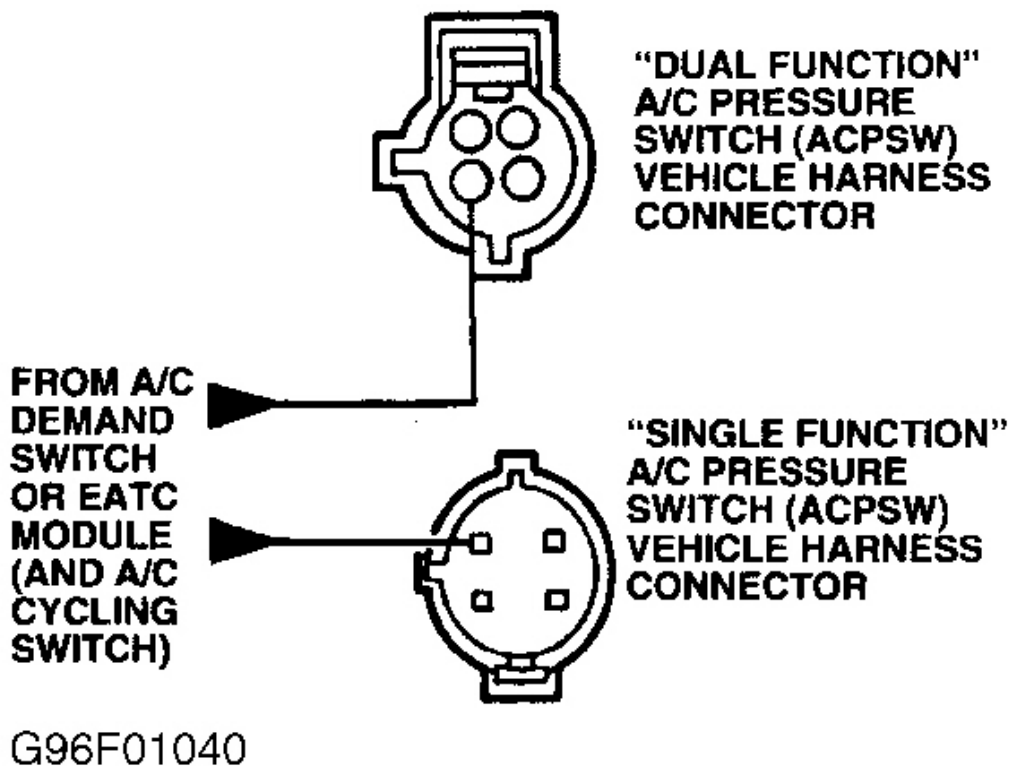 “DUAL FUNCTION”
A/C PRESSURE
SWITCH (ACPSW)
VEHICLE HARNESS
CONNECTOR
FROM A/C
DEMAND
SWITCH
OR EATC
MODULE
(AND A/C
CYCLING
SWITCH)
“SINGLE FUNCTION”
A/C PRESSURE
SWITCH (ACPSW)
VEHICLE HARNESS
CONNECTOR
G96F01040